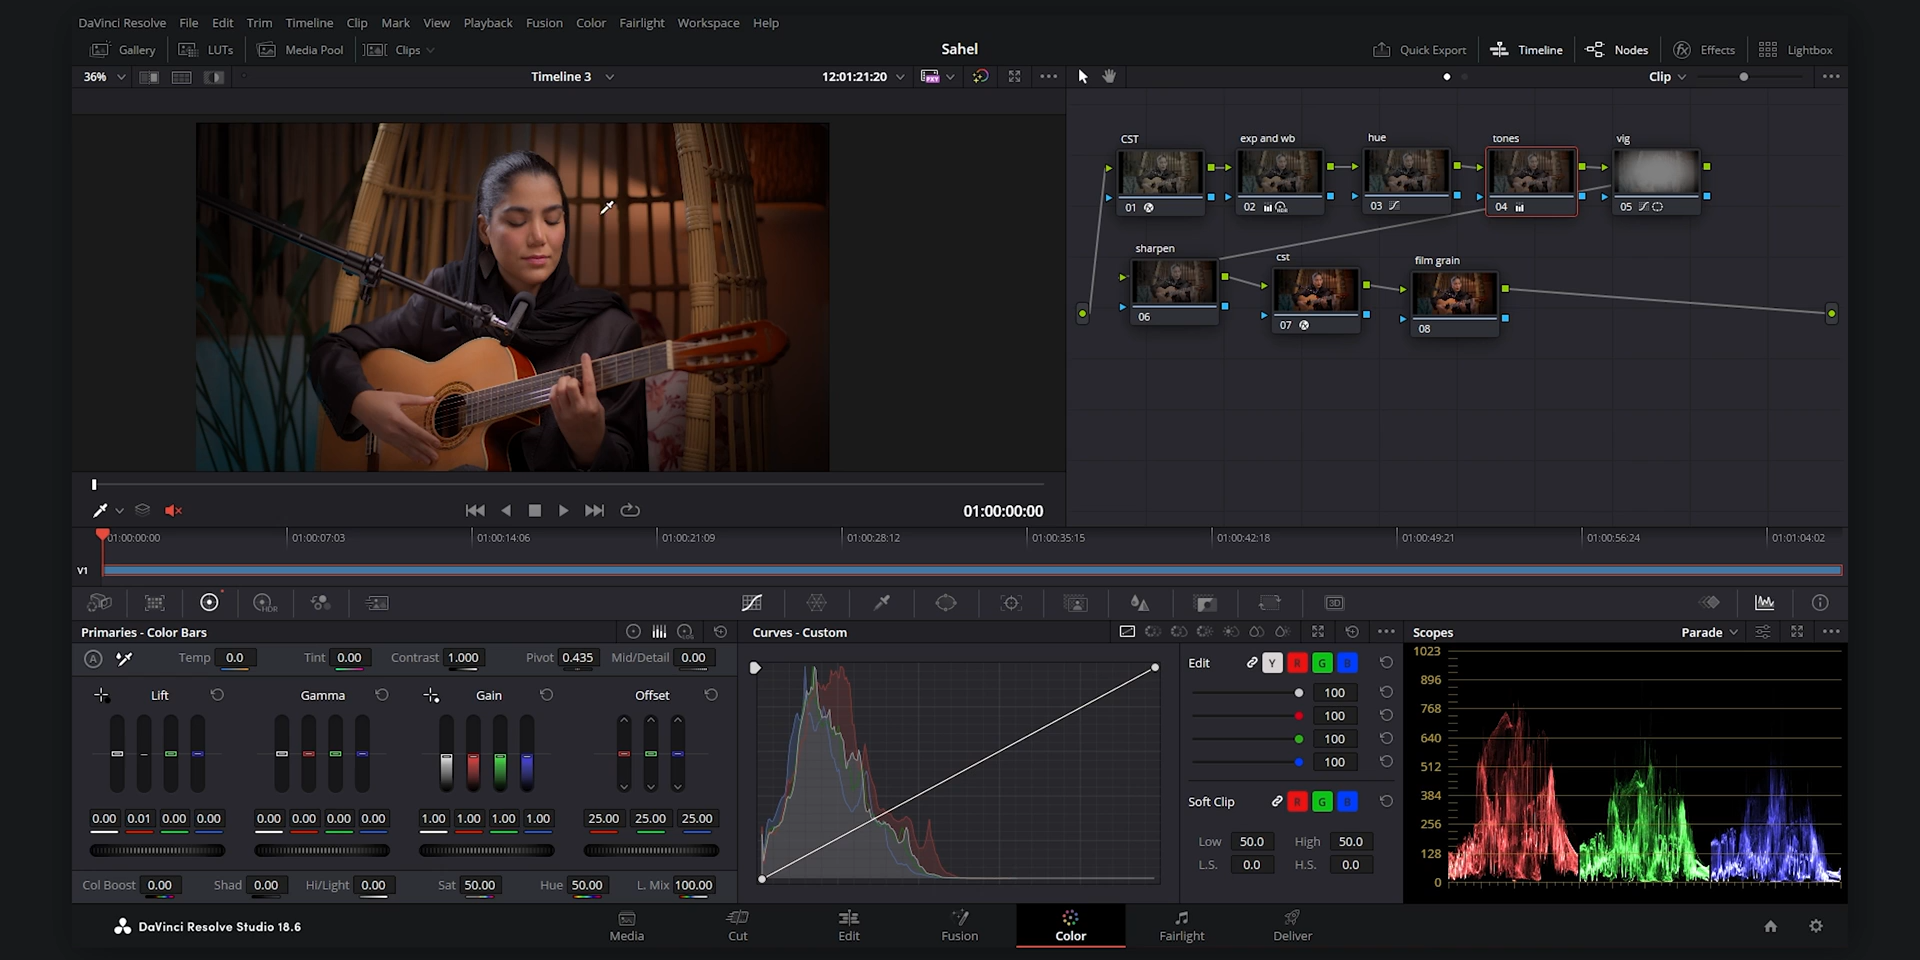 DaVinci Resolve File Edit Trim Timeline Clip Mark View Playback Fusion Color Fairlight Workspace Help
Gallery LUTs Media Pool Clips Sahel Quick Export Timeline Nodes Effects Lightbox
36% Timeline 3 12:01:21:20 Clip
CST exp and wb hue tones vig
01 02 03 04 05
sharpen cst film grain
06 07 08
01:00:00:00
01:00:00:00 01:00:07:03 01:00:14:06 01:00:21:09 01:00:28:12 01:00:35:15 01:00:42:18 01:00:49:21 01:00:56:24 01:01:04:02
V1
HDR 3D
Primaries - Color Bars Curves - Custom Scopes Parade
A Temp 0.0 Tint 0.00 Contrast 1.000 Pivot 0.435 Mid/Detail 0.00
Lift Gamma Gain Offset
0.00 0.01 0.00 0.00 0.00 0.00 0.00 0.00 1.00 1.00 1.00 1.00 25.00 25.00 25.00
Col Boost 0.00 Shad 0.00 Hi/Light 0.00 Sat 50.00 Hue 50.00 L. Mix 100.00
Edit Y R G B
100
100
100
100
Soft Clip R G B
Low 50.0 High 50.0
L.S. 0.0 H.S. 0.0
1023
896
768
640
512
384
256
128
0
DaVinci Resolve Studio 18.6 Media Cut Edit Fusion Color Fairlight Deliver